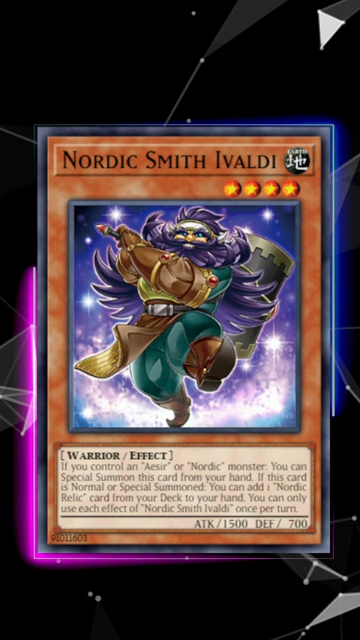 Nordic Smith Ivaldi
EARTH
地
[ Warrior / Effect ]
If you control an "Aesir" or "Nordic" monster: You can
Special Summon this card from your hand. If this card
is Normal or Special Summoned: You can add 1 "Nordic
Relic" card from your Deck to your hand. You can only
use each effect of "Nordic Smith Ivaldi" once per turn.
ATK/1500 DEF/ 700
91011603